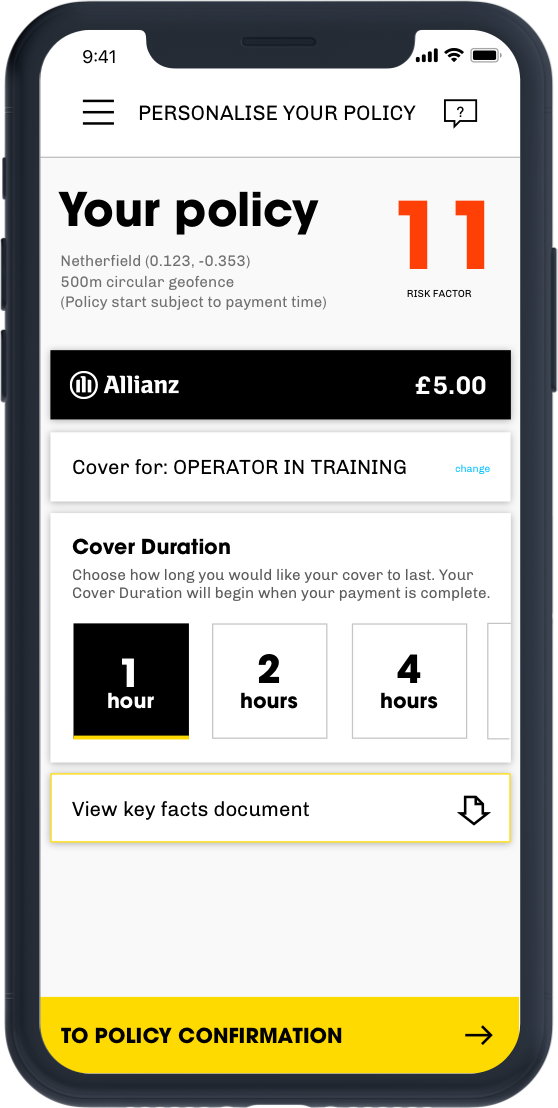 9:41
PERSONALISE YOUR POLICY
?
Your policy
11
RISK FACTOR
Netherfield (0.123, -0.353)
500m circular geofence
(Policy start subject to payment time)
Allianz
£5.00
Cover for: OPERATOR IN TRAINING
change
Cover Duration
Choose how long you would like your cover to last. Your
Cover Duration will begin when your payment is complete.
1
hour
2
hours
4
hours
View key facts document
TO POLICY CONFIRMATION